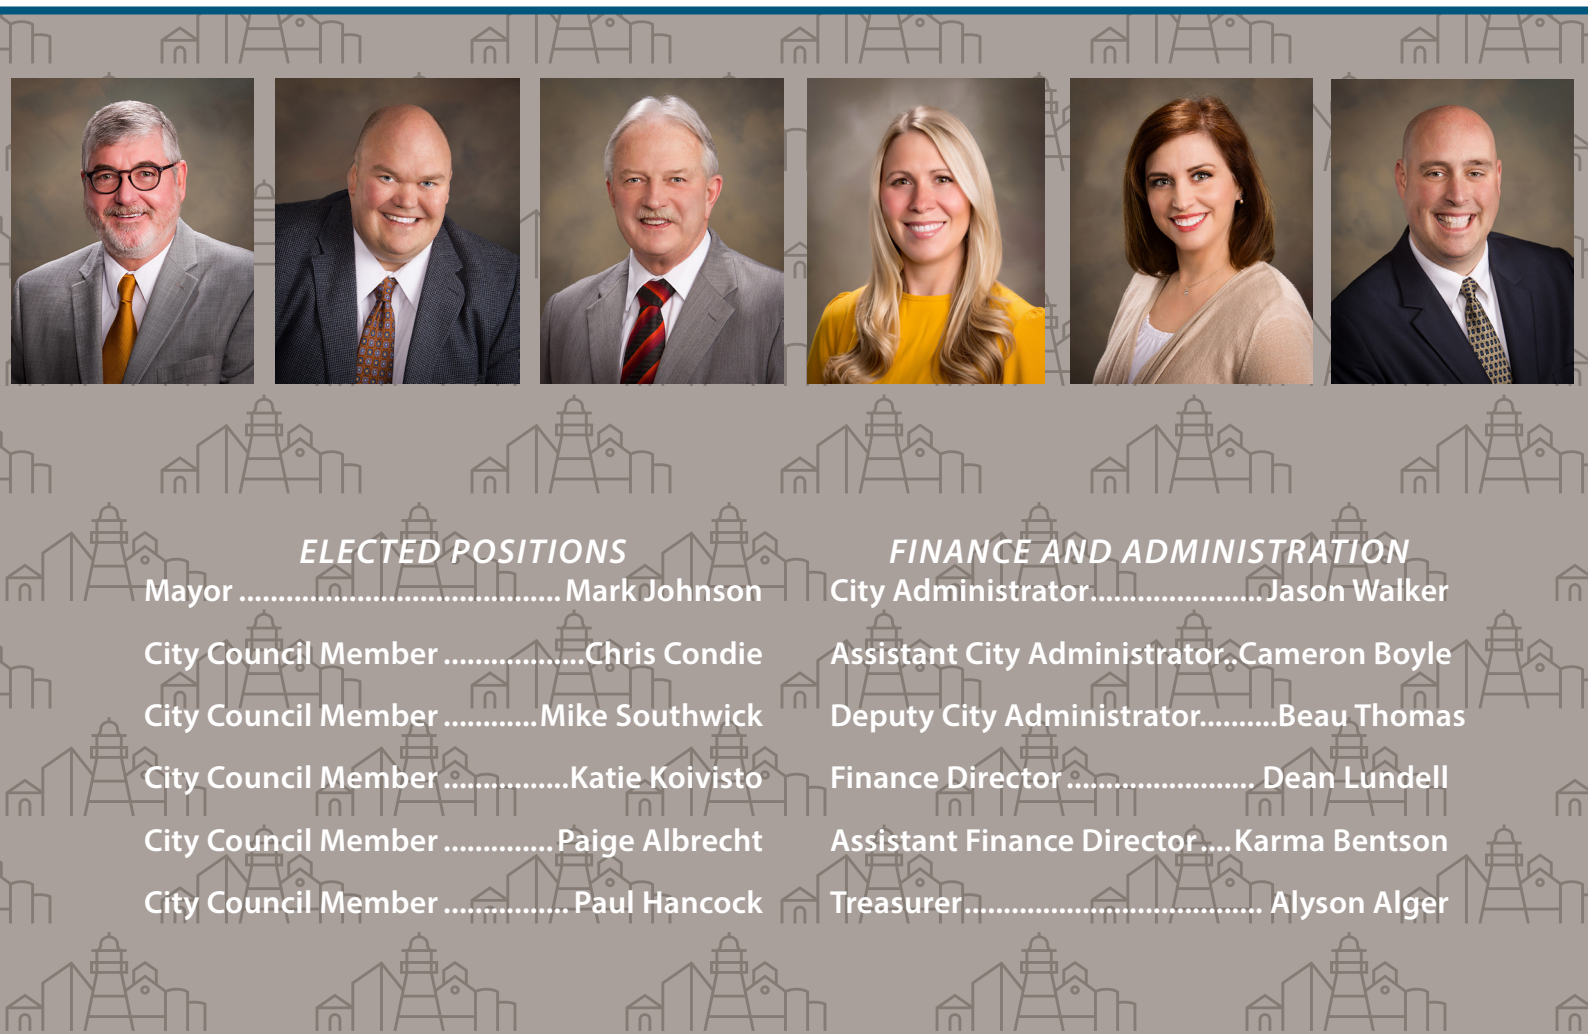 ELECTED POSITIONS
Mayor ......................................... Mark Johnson
City Council Member ..................Chris Condie
City Council Member ............Mike Southwick
City Council Member ................Katie Koivisto
City Council Member .............. Paige Albrecht
City Council Member ................ Paul Hancock
FINANCE AND ADMINISTRATION
City Administrator......................Jason Walker
Assistant City Administrator..Cameron Boyle
Deputy City Administrator..........Beau Thomas
Finance Director ........................ Dean Lundell
Assistant Finance Director....Karma Bentson
Treasurer...................................... Alyson Alger